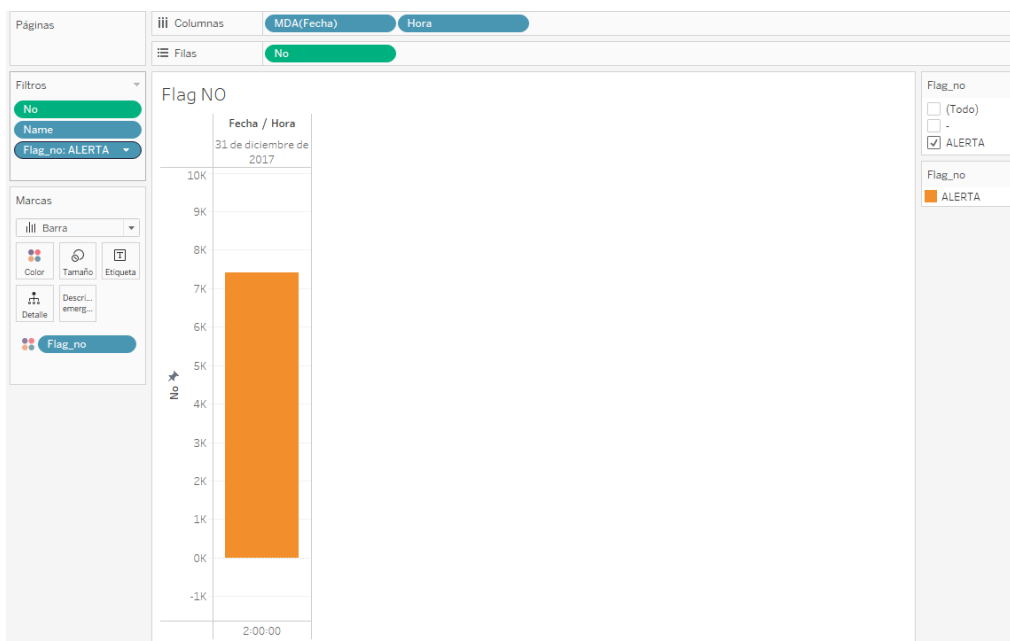 Páginas
Columnas
MDA(Fecha)
Hora
Filas
No
Filtros
No
Name
Flag_no: ALERTA
Marcas
Barra
Color
Tamaño
Etiqueta
Detalle
Descri...
emerg...
Flag_no
Flag NO
Fecha / Hora
31 de diciembre de
2017
10K
9K
8K
7K
6K
5K
4K
3K
2K
1K
0K
-1K
No
2:00:00
Flag_no
(Todo)
-
ALERTA
Flag_no
ALERTA